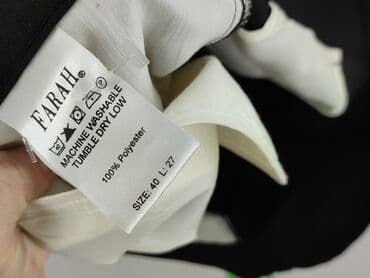 FARAH.
MACHINE WASHABLE
TUMBLE DRY LOW
100% Polyester
SIZE: 40 L: 27